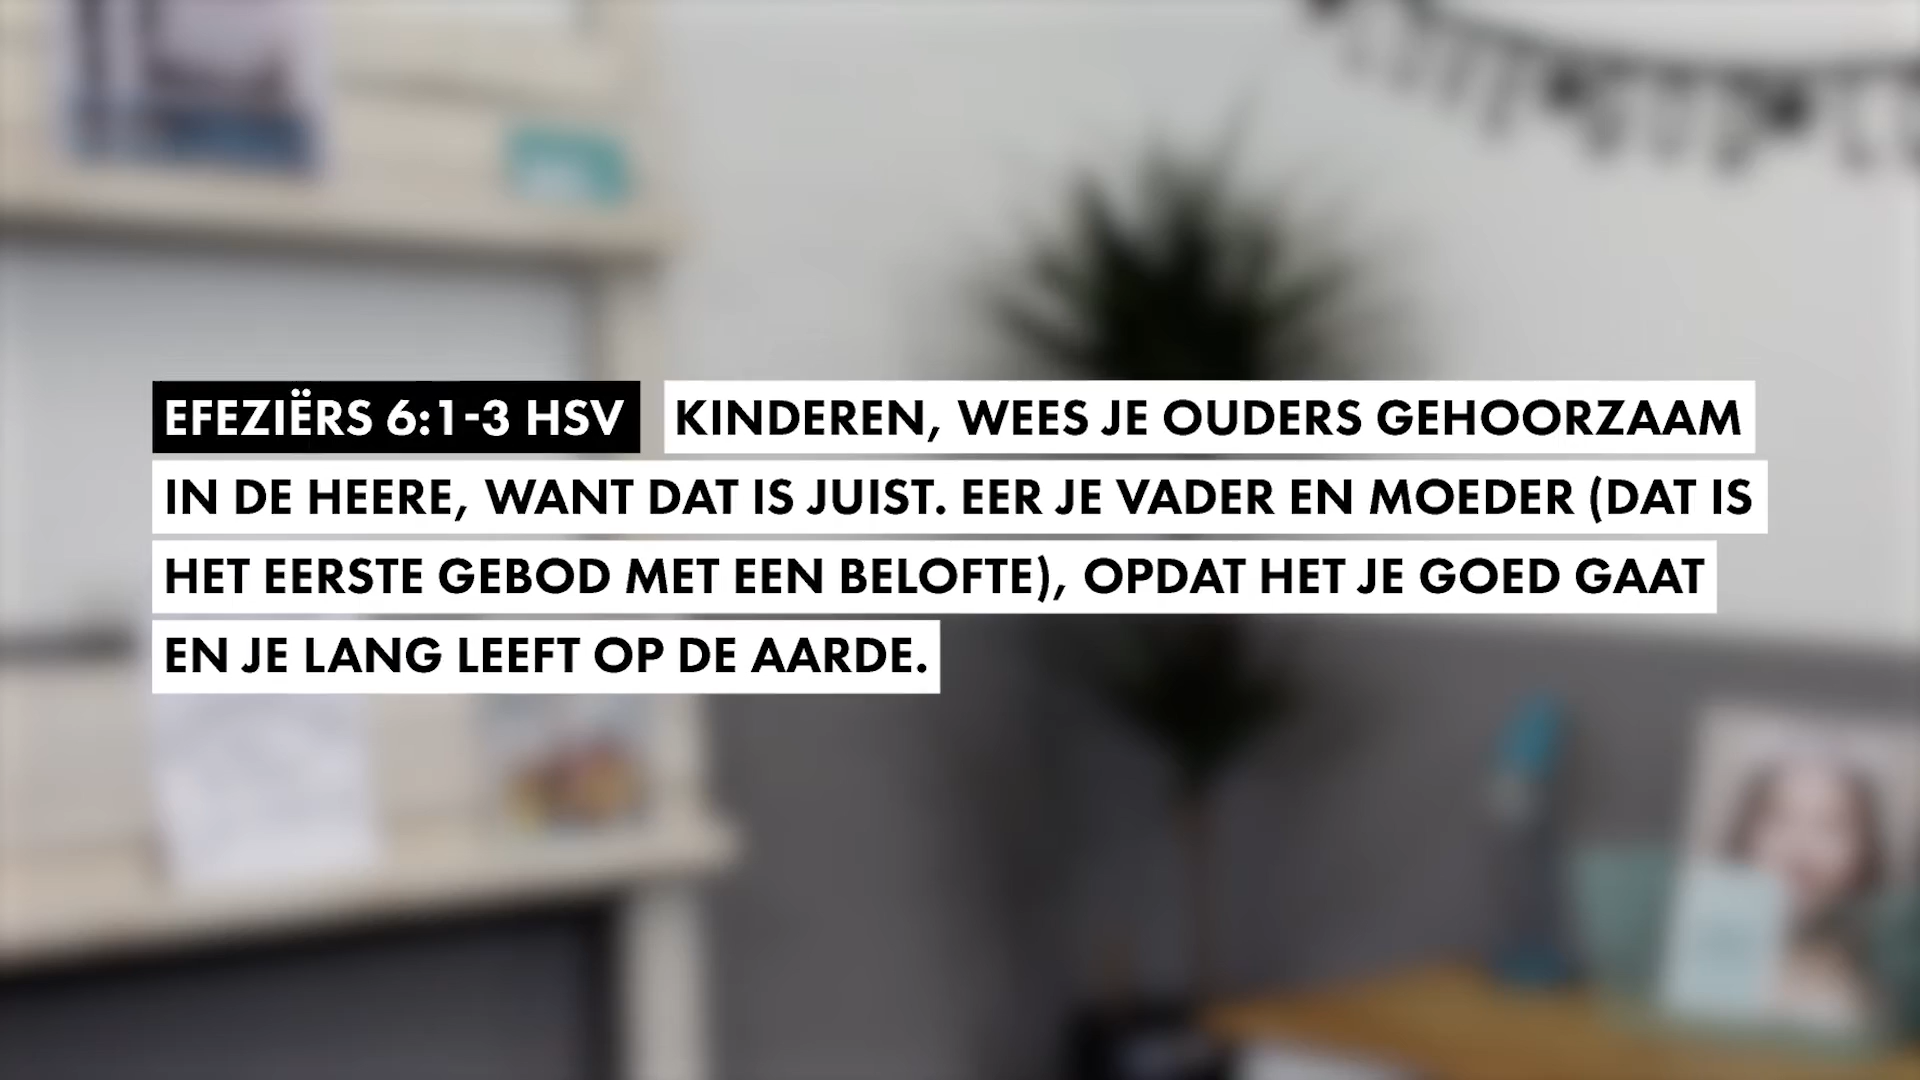 EFEZIËRS 6:1-3 HSV KINDEREN, WEES JE OUDERS GEHOORZAAM
IN DE HEERE, WANT DAT IS JUIST. EER JE VADER EN MOEDER (DAT IS
HET EERSTE GEBOD MET EEN BELOFTE), OPDAT HET JE GOED GAAT
EN JE LANG LEEFT OP DE AARDE.